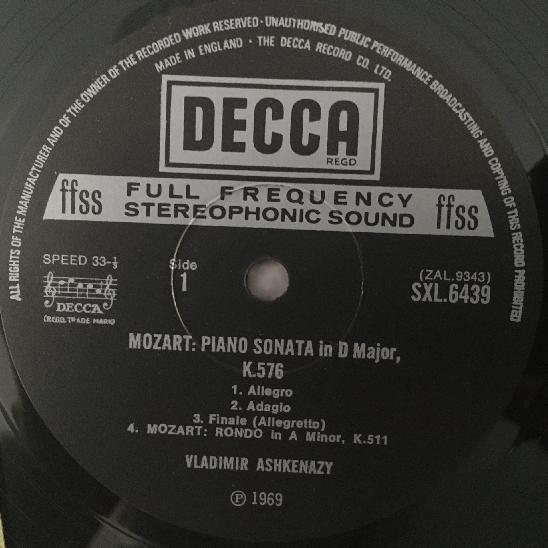 ALL RIGHTS OF THE MANUFACTURER AND OF THE OWNER OF THE RECORDED WORK RESERVED · UNAUTHORISED PUBLIC PERFORMANCE BROADCASTING AND COPYING OF THIS RECORD PROHIBITED
MADE IN ENGLAND · THE DECCA RECORD CO. LTD.
DECCA
REGD
ffss FULL FREQUENCY STEREOPHONIC SOUND ffss
SPEED 33-⅓
DECCA
(REGD. TRADE MARK)
Side
1
(ZAL.9343)
SXL.6439
MOZART: PIANO SONATA in D Major,
K.576
1. Allegro
2. Adagio
3. Finale (Allegretto)
4. MOZART: RONDO in A Minor, K.511
VLADIMIR ASHKENAZY
℗ 1969